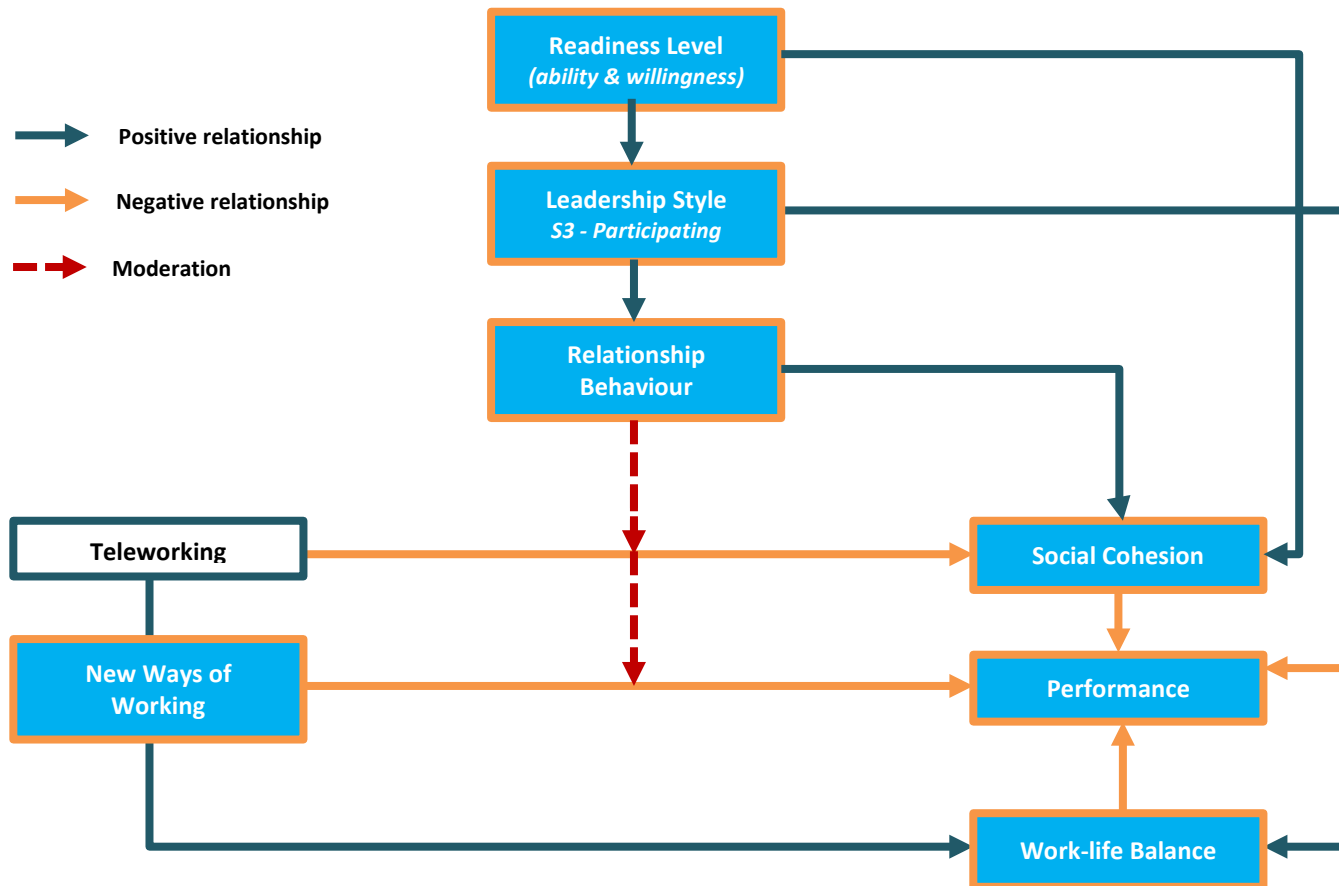 Readiness Level
(ability & willingness)
Positive relationship
Negative relationship
Leadership Style
S3 - Participating
Moderation
Relationship
Behaviour
Teleworking
Social Cohesion
New Ways of
Working
Performance
Work-life Balance